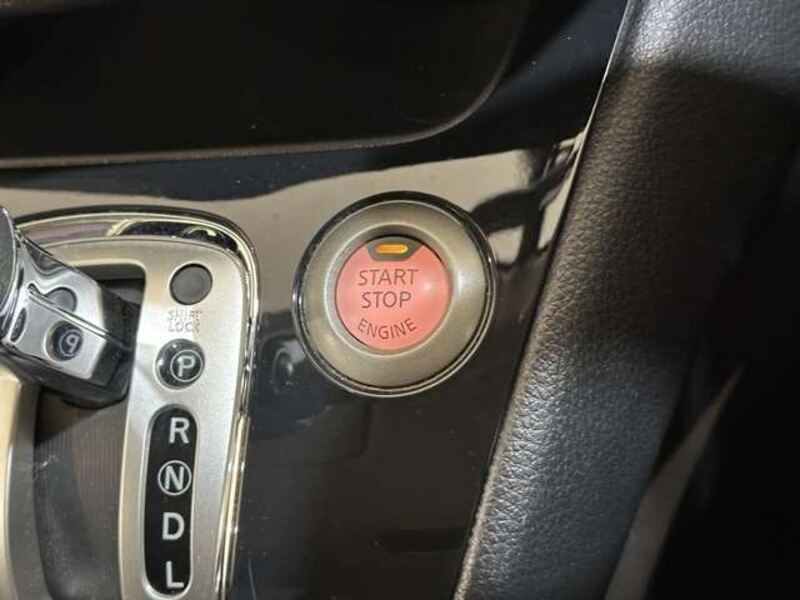 START
STOP
ENGINE
SHIFT
LOCK
P
R
N
D
L